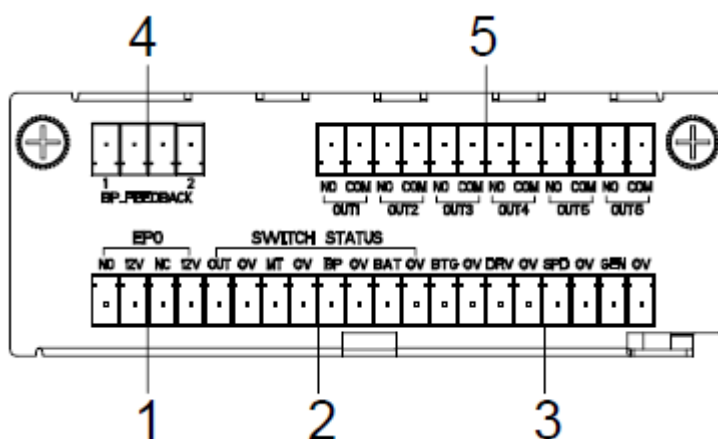 4 5
1 2
BP_FEEDBACK
NO COM NO COM NO COM NO COM NO COM NO COM
OUT1 OUT2 OUT3 OUT4 OUT5 OUT6
EPO SWITCH STATUS
NO 12V NC 12V OUT 0V MT 0V BP 0V BAT 0V BTG 0V DRV 0V SPD 0V GEN 0V
1 2 3